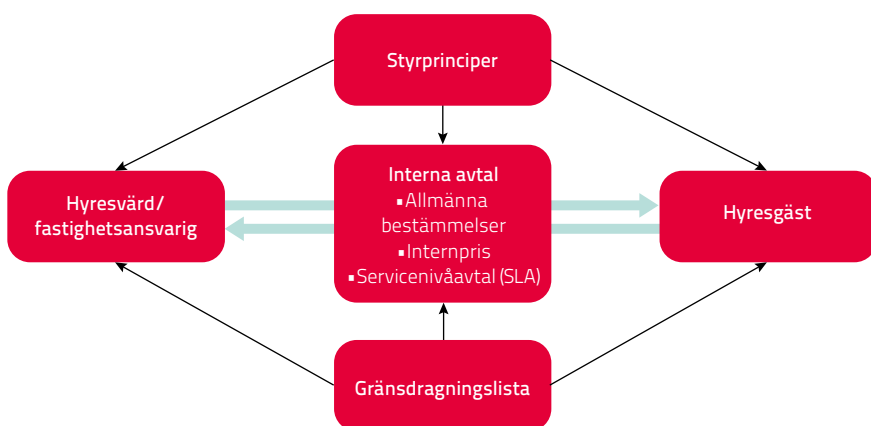 Styrprinciper
Interna avtal
▪Allmänna
bestämmelser
▪Internpris
▪Servicenivåavtal (SLA)
Hyresvärd/
fastighetsansvarig
Hyresgäst
Gränsdragningslista